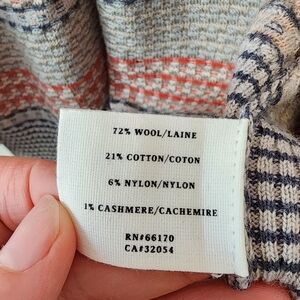 72% WOOL/LAINE
21% COTTON/COTON
6% NYLON/NYLON
1% CASHMERE/CACHEMIRE
RN#66170
CA#32054